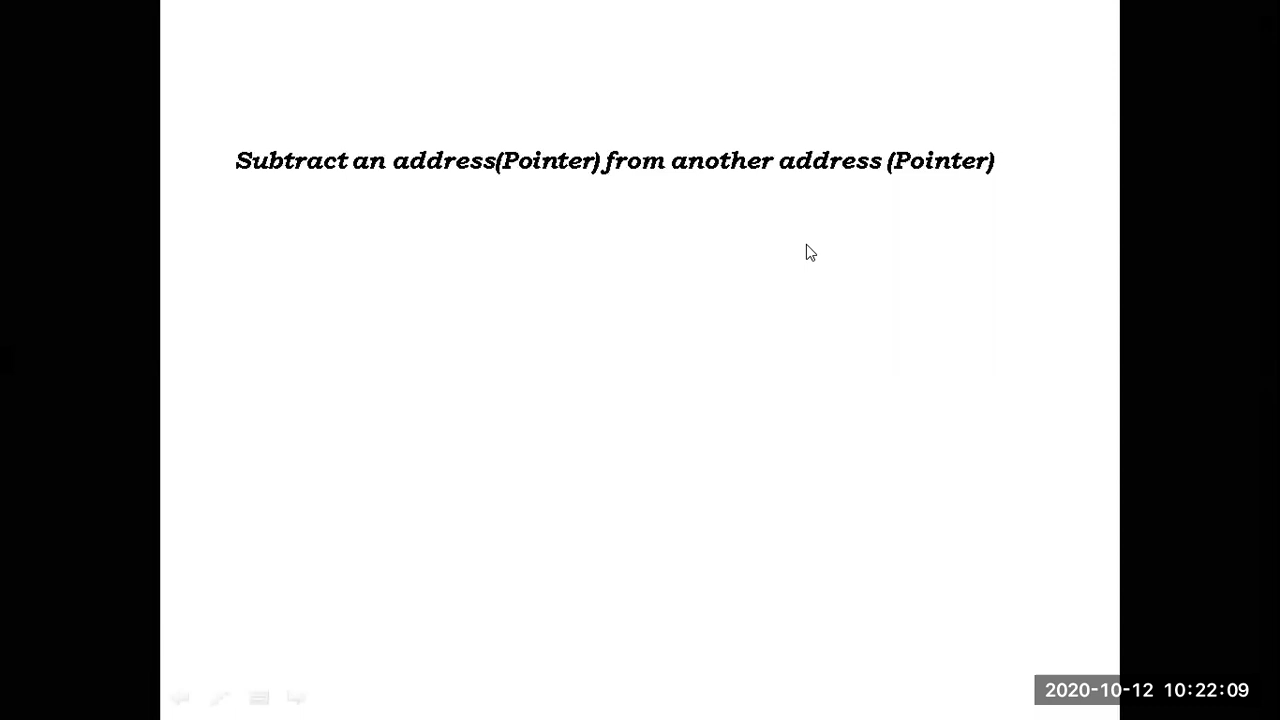 Subtract an address(Pointer) from another address (Pointer)
2020-10-12 10:22:09